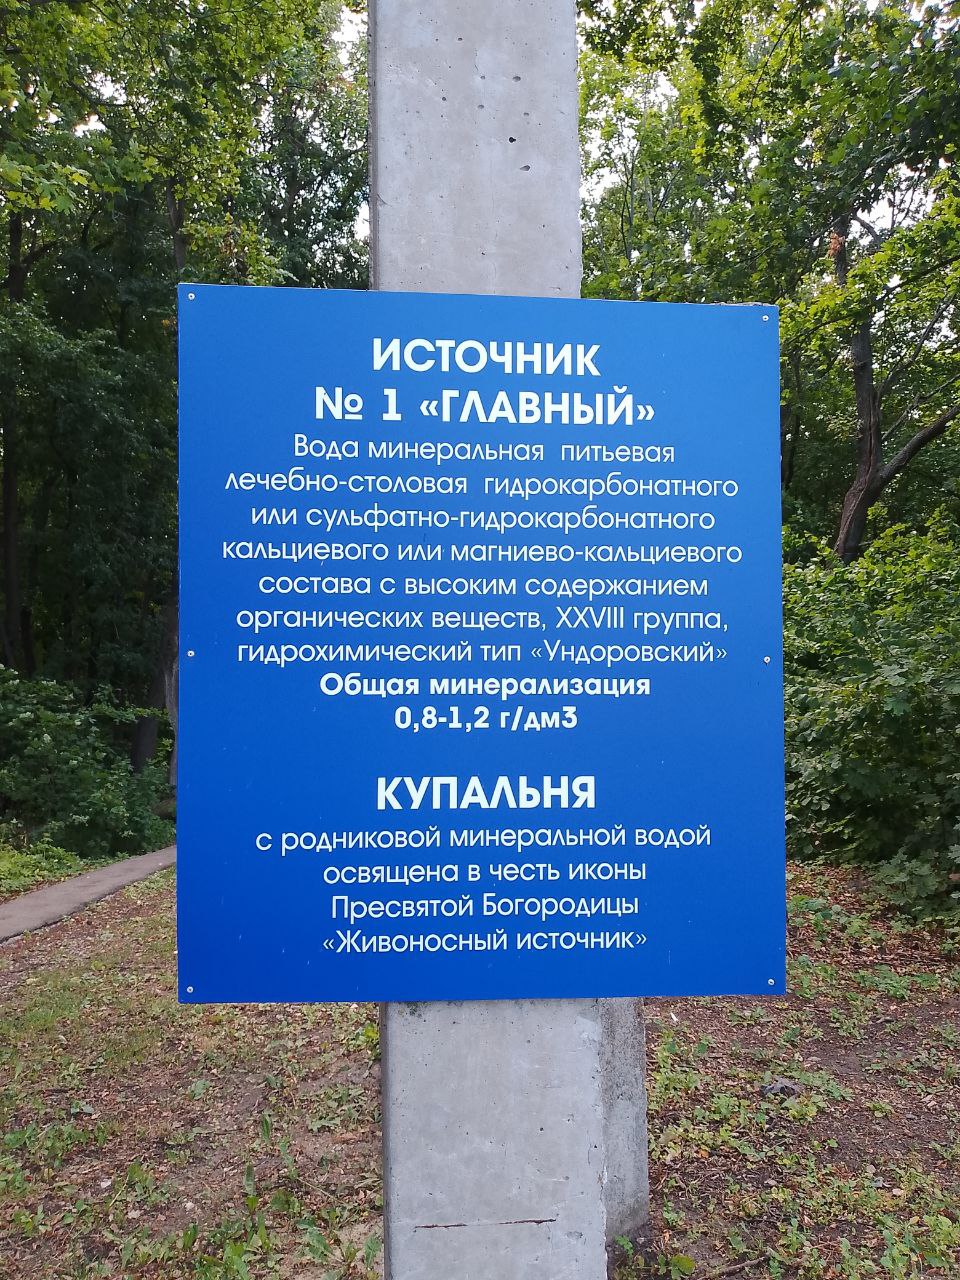 ИСТОЧНИК
№ 1 «ГЛАВНЫЙ»
Вода минеральная питьевая
лечебно-столовая гидрокарбонатного
или сульфатно-гидрокарбонатного
кальциевого или магниево-кальциевого
состава с высоким содержанием
органических веществ, XXVIII группа,
гидрохимический тип «Ундоровский»
Общая минерализация
0,8-1,2 г/дм3
КУПАЛЬНЯ
с родниковой минеральной водой
освящена в честь иконы
Пресвятой Богородицы
«Живоносный источник»